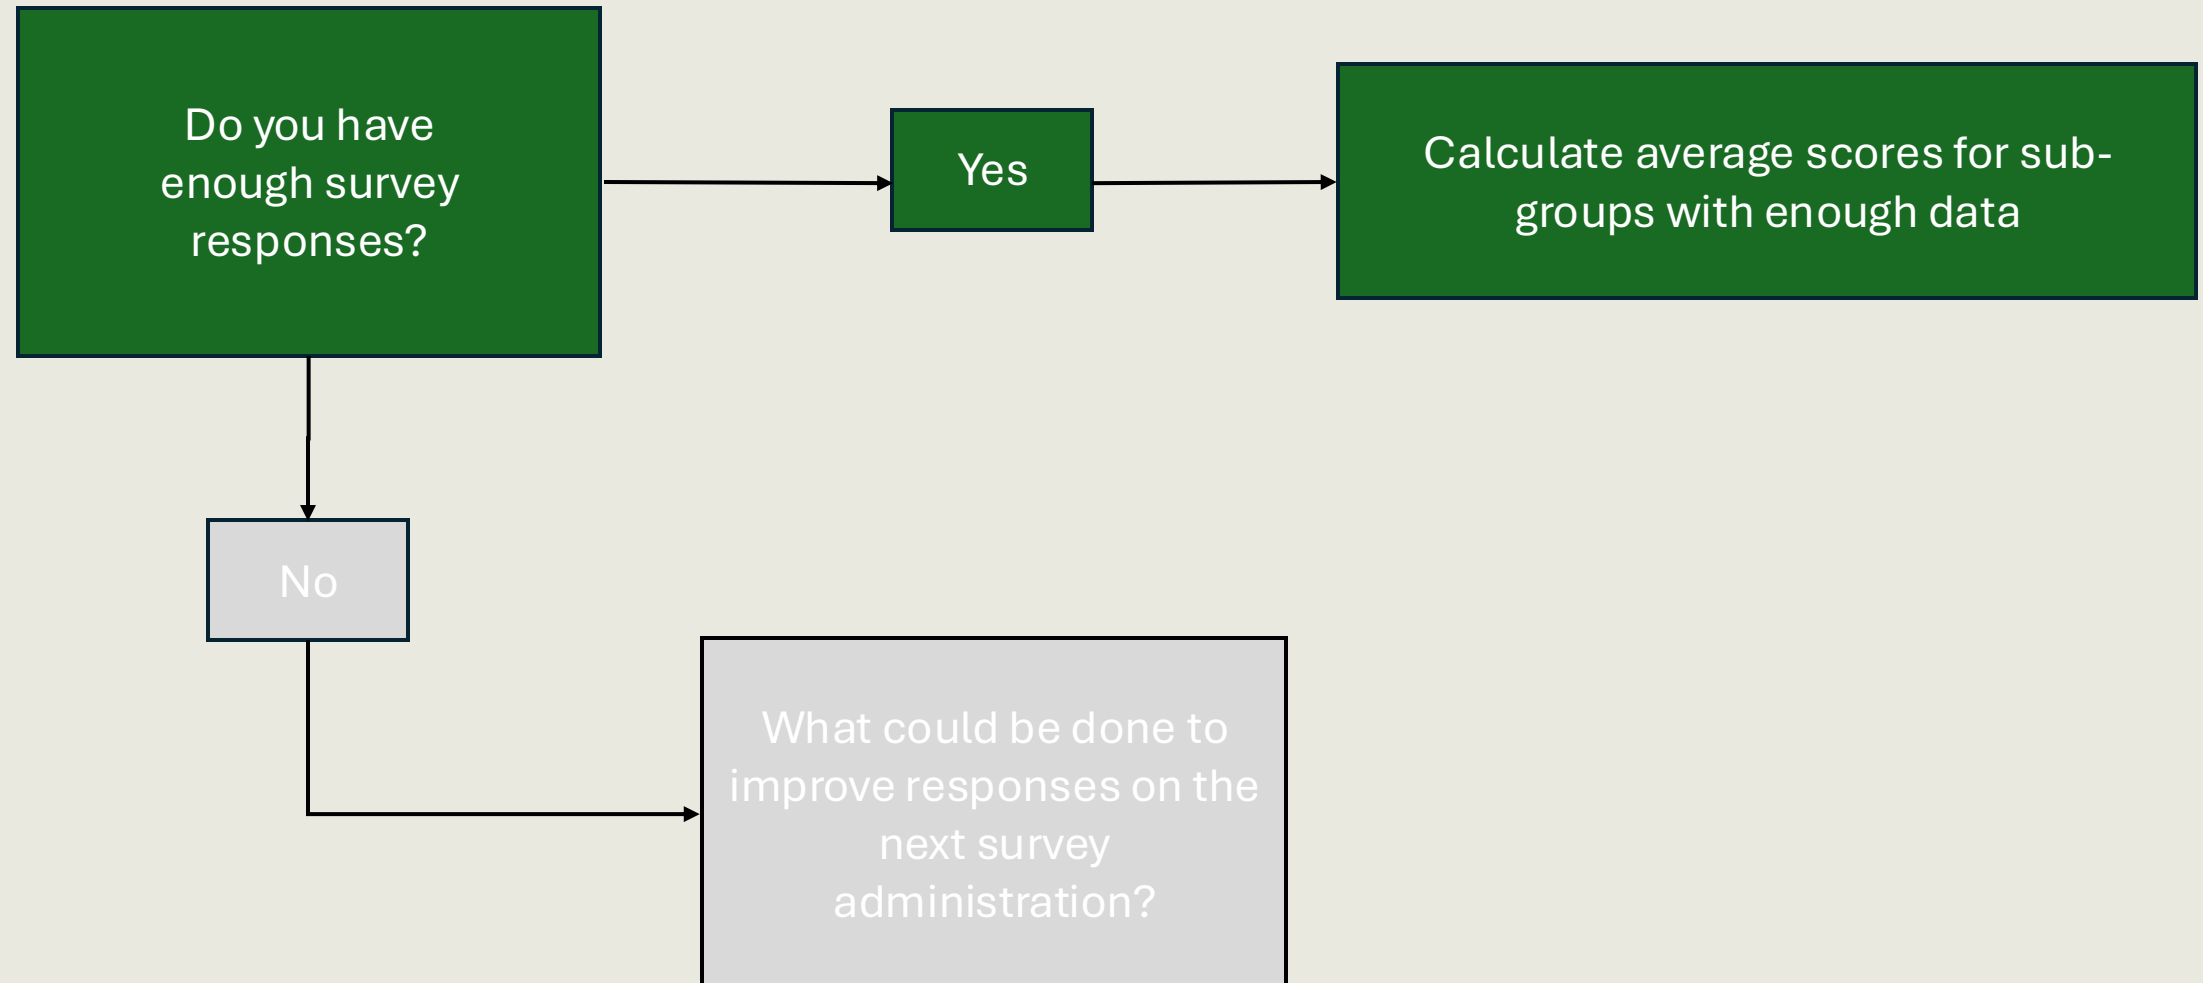 Do you have
enough survey
responses?
Yes
Calculate average scores for sub-
groups with enough data
No
What could be done to
improve responses on the
next survey
administration?